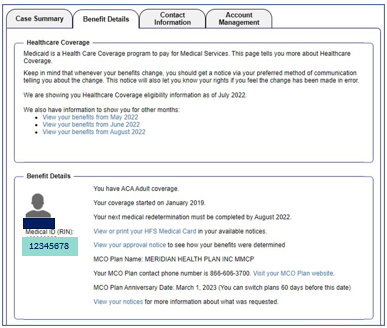 Case Summary
Benefit Details
Contact Information
Account Management
Healthcare Coverage
Medicaid is a Health Care Coverage program to pay for Medical Services. This page tells you more about Healthcare
Coverage.
Keep in mind that whenever your benefits change, you should get a notice via your preferred method of communication
telling you about the change. This notice will also let you know your rights if you feel the change has been made in error.
We are showing you Healthcare Coverage eligibility information as of July 2022.
We also have information to show you for other months:
• View your benefits from May 2022
• View your benefits from June 2022
• View your benefits from August 2022
Benefit Details
You have ACA Adult coverage.
Your coverage started on January 2019.
Your next medical redetermination must be completed by August 2022.
Medical ID (RIN):
12345678
View or print your HFS Medical Card in your available notices.
View your approval notice to see how your benefits were determined
MCO Plan Name: MERIDIAN HEALTH PLAN INC MMCP
Your MCO Plan contact phone number is 866-606-3700. Visit your MCO Plan website.
MCO Plan Anniversary Date: March 1, 2023 (You can switch plans 60 days before this date)
View your notices for more information about what was requested.